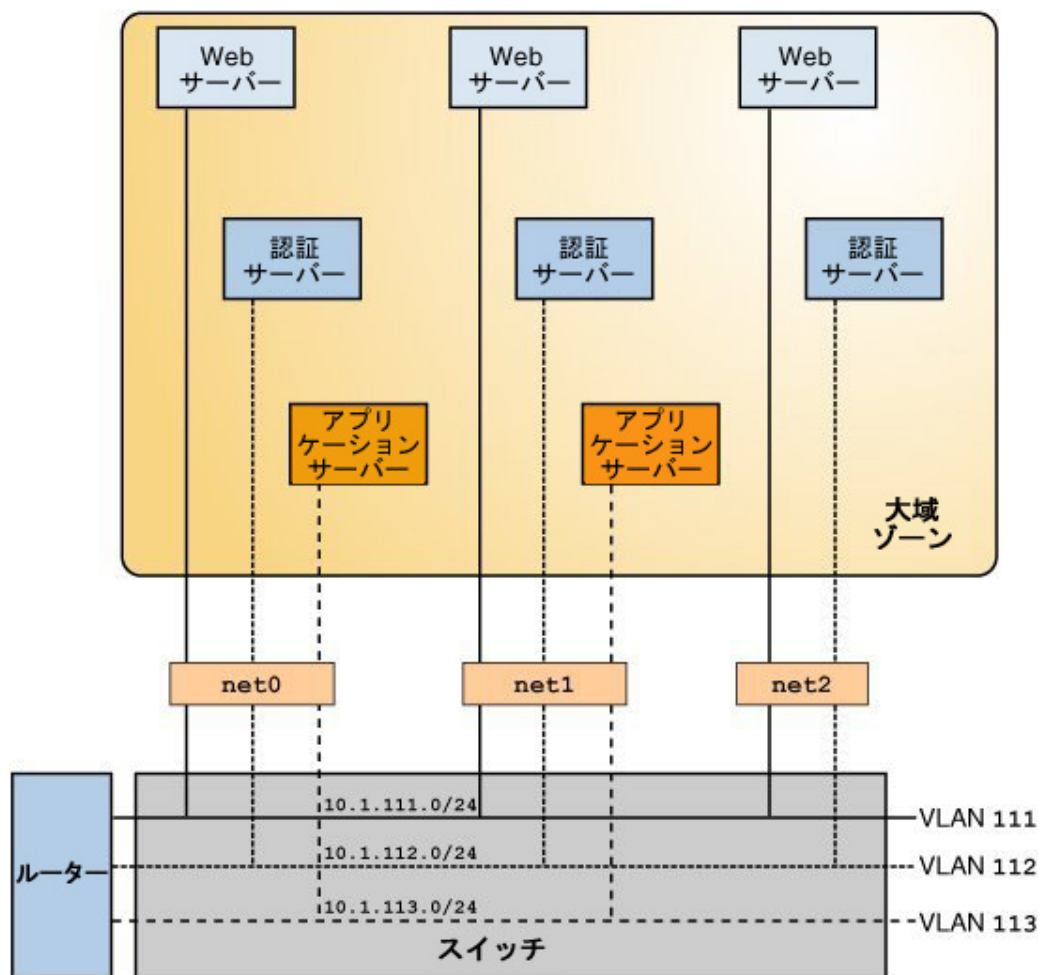 Web
サーバー
Web
サーバー
Web
サーバー
認証
サーバー
認証
サーバー
認証
サーバー
アプリ
ケーション
サーバー
アプリ
ケーション
サーバー
大域
ゾーン
net0
net1
net2
ルーター
10.1.111.0/24
VLAN 111
10.1.112.0/24
VLAN 112
10.1.113.0/24
VLAN 113
スイッチ